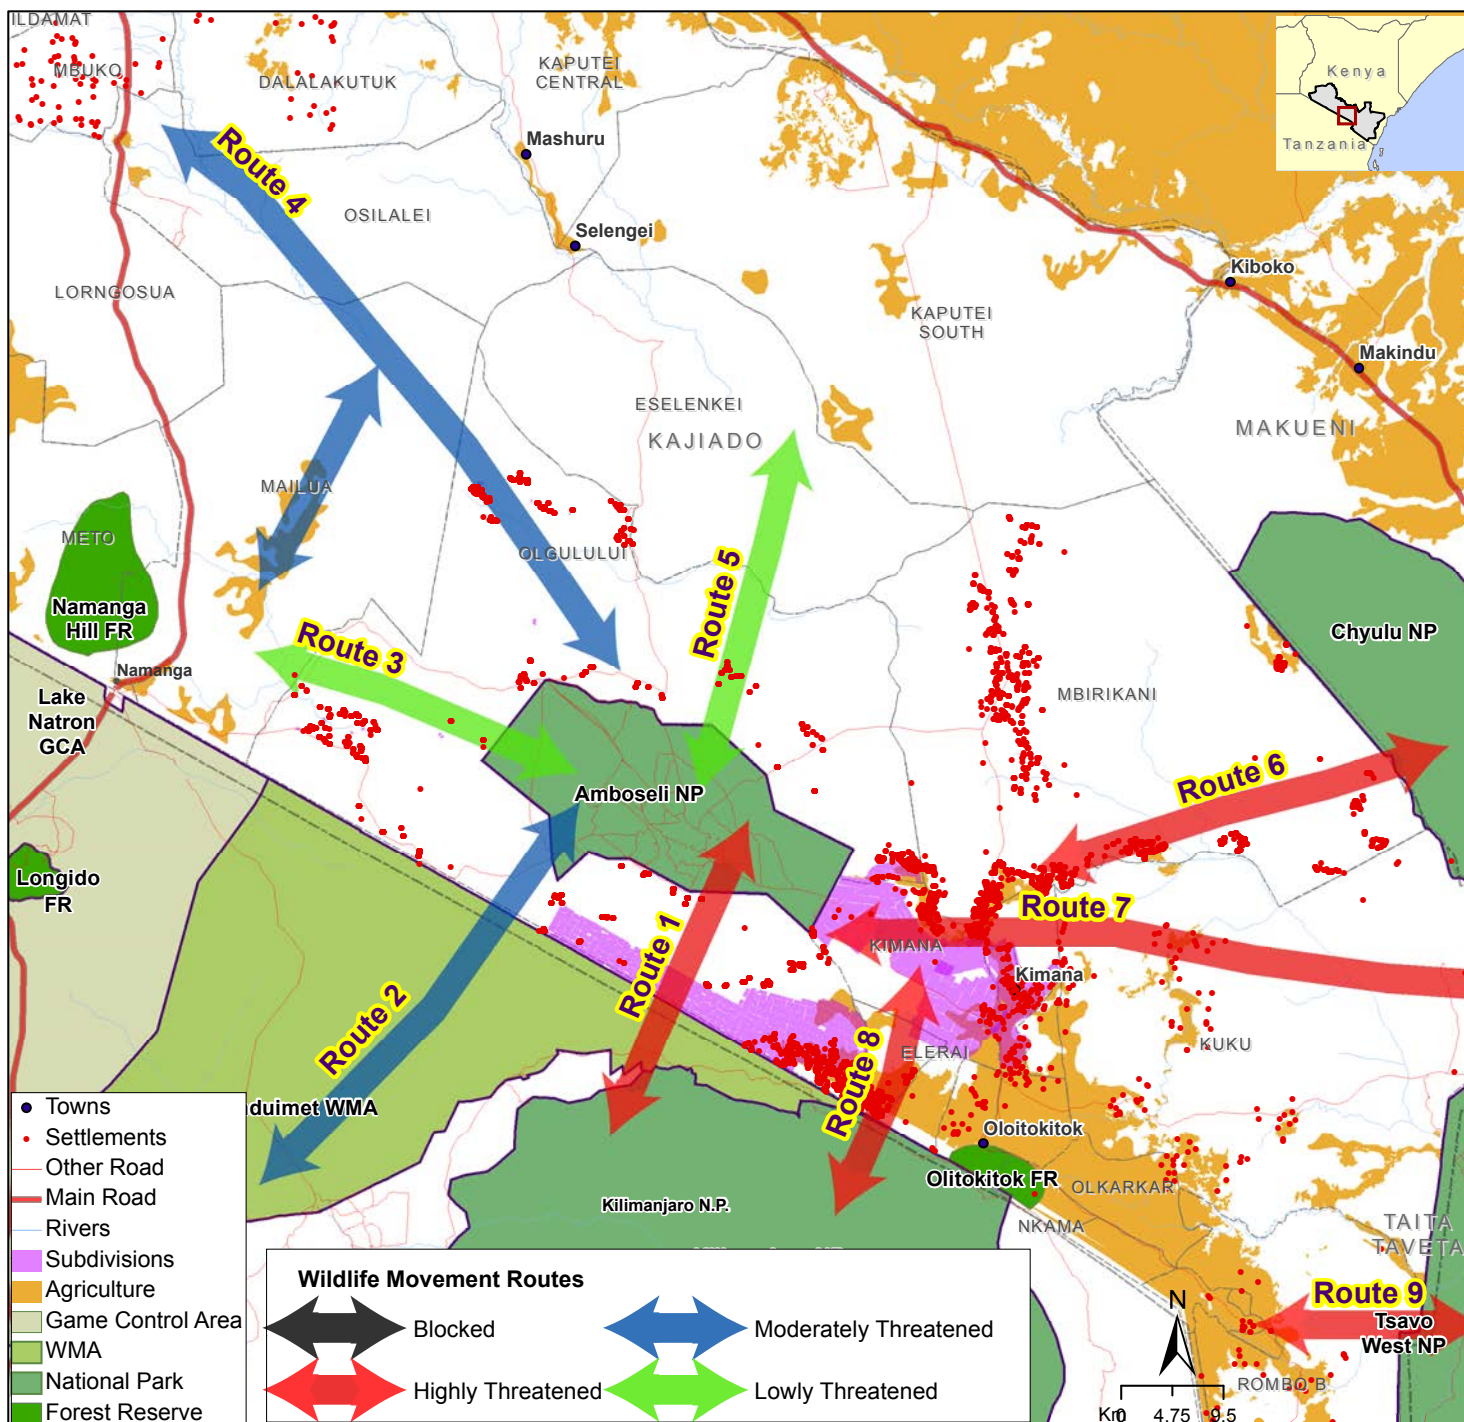 ILDAMAT
MBUKO
DALALAKUTUK
KAPUTEI
CENTRAL
Kenya
Tanzania
Mashuru
Route 4
OSILALEI
Selengei
Kiboko
LORNGOSUA
KAPUTEI
SOUTH
Makindu
ESELENKEI
KAJIADO
MAKUENI
MAILUA
METO
OLGULULUI
Route 5
Namanga
Hill FR
Route 3
Chyulu NP
Namanga
MBIRIKANI
Lake
Natron
GCA
Route 6
Amboseli NP
Longido
FR
Route 7
KIMANA
Route 1
Kimana
Route 2
KUKU
ELERAI
Route 8
nduimet WMA
Oloitokitok
Olitokitok FR
OLKARKAR
Kilimanjaro N.P.
NKAMA
TAITA
TAVETA
Towns
Settlements
Other Road
Main Road
Rivers
Subdivisions
Agriculture
Game Control Area
WMA
National Park
Forest Reserve
Wildlife Movement Routes
Blocked
Moderately Threatened
Highly Threatened
Lowly Threatened
N
Route 9
Tsavo
West NP
ROMBO B
Km
0 4.75 9.5